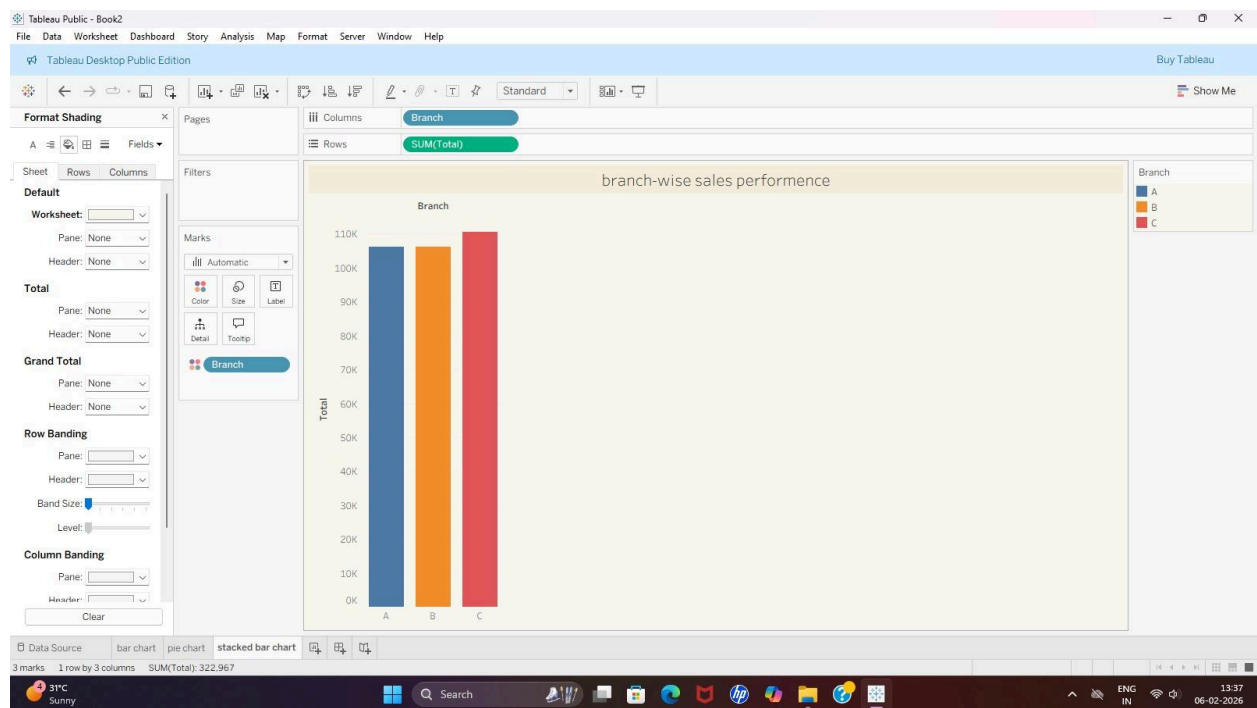 Tableau Public - Book2
File Data Worksheet Dashboard Story Analysis Map Format Server Window Help
Tableau Desktop Public Edition Buy Tableau
Standard Show Me
Format Shading
Fields
Sheet Rows Columns
Default
Worksheet:
Pane: None
Header: None
Total
Pane: None
Header: None
Grand Total
Pane: None
Header: None
Row Banding
Pane:
Header:
Band Size:
Level:
Column Banding
Pane:
Header:
Clear
Pages
Filters
Marks
Automatic
Color Size Label
Detail Tooltip
Branch
Columns Branch
Rows SUM(Total)
branch-wise sales performence
Branch
110K
100K
90K
80K
70K
60K
50K
40K
30K
20K
10K
0K
Total
A B C
Branch
A
B
C
Data Source bar chart pie chart stacked bar chart
3 marks 1 row by 3 columns SUM(Total): 322,967
4
31°C
Sunny
Search
hp
ENG
IN
13:37
06-02-2026